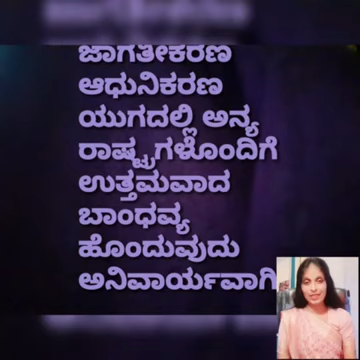 ಜಾಗತೀಕರಣ
ಆಧುನಿಕರಣ
ಯುಗದಲ್ಲಿ ಅನ್ಯ
ರಾಷ್ಟ್ರಗಳೊಂದಿಗೆ
ಉತ್ತಮವಾದ
ಬಾಂಧವ್ಯ
ಹೊಂದುವುದು
ಅನಿವಾರ್ಯವಾಗಿ